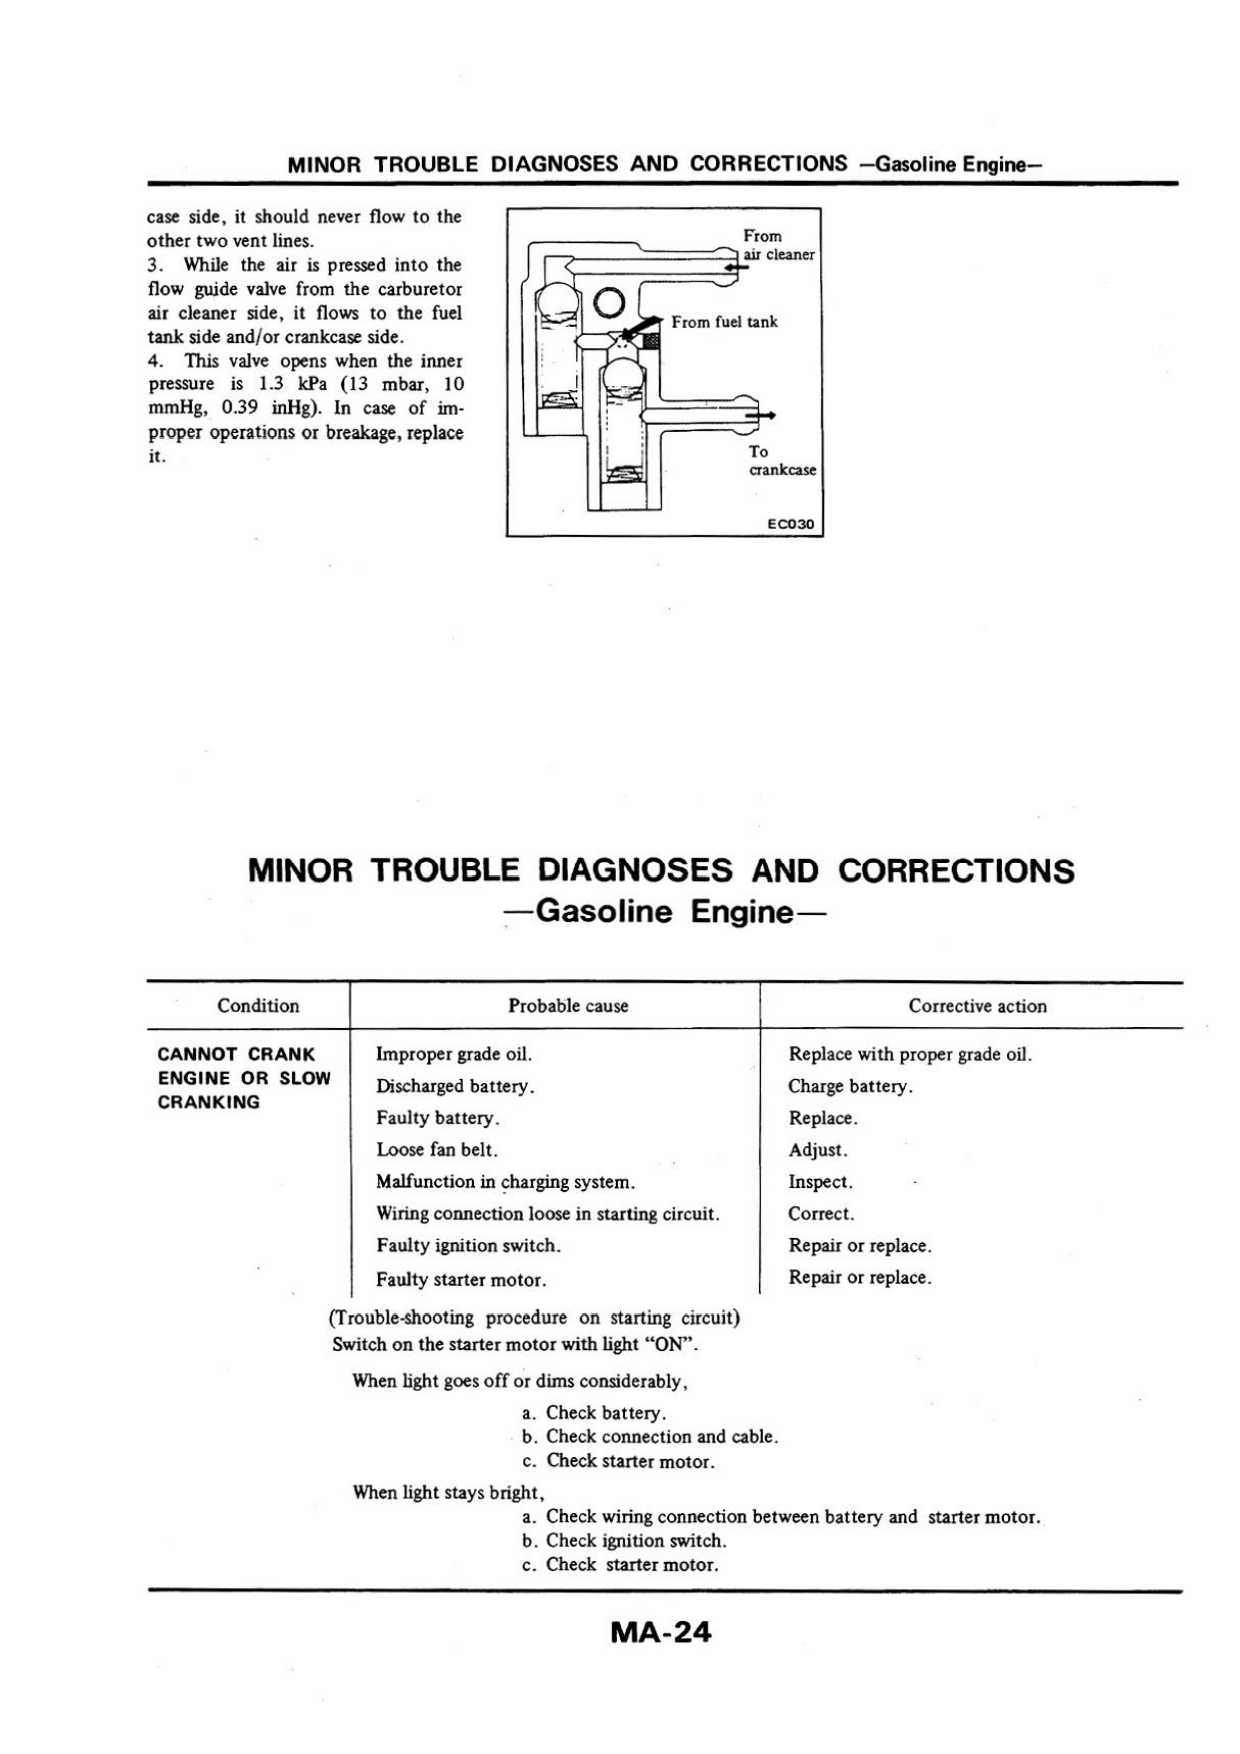 MINOR TROUBLE DIAGNOSES AND CORRECTIONS —Gasoline Engine—
case side, it should never flow to the
other two vent lines.
3. While the air is pressed into the
flow guide valve from the carburetor
air cleaner side, it flows to the fuel
tank side and/or crankcase side.
4. This valve opens when the inner
pressure is 1.3 kPa (13 mbar, 10
mmHg, 0.39 inHg). In case of im-
proper operations or breakage, replace
it.
From
air cleaner
From fuel tank
To
crankcase
EC030
MINOR TROUBLE DIAGNOSES AND CORRECTIONS
—Gasoline Engine—
Condition Probable cause Corrective action
CANNOT CRANK
ENGINE OR SLOW
CRANKING
Improper grade oil. Replace with proper grade oil.
Discharged battery. Charge battery.
Faulty battery. Replace.
Loose fan belt. Adjust.
Malfunction in charging system. Inspect.
Wiring connection loose in starting circuit. Correct.
Faulty ignition switch. Repair or replace.
Faulty starter motor. Repair or replace.
(Trouble-shooting procedure on starting circuit)
Switch on the starter motor with light “ON”.
When light goes off or dims considerably,
a. Check battery.
b. Check connection and cable.
c. Check starter motor.
When light stays bright,
a. Check wiring connection between battery and starter motor.
b. Check ignition switch.
c. Check starter motor.
MA-24